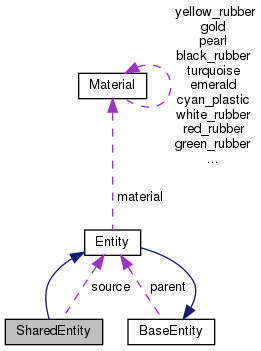 yellow_rubber
gold
pearl
black_rubber
turquoise
emerald
cyan_plastic
white_rubber
red_rubber
green_rubber
...
Material
material
Entity
source
parent
SharedEntity
BaseEntity